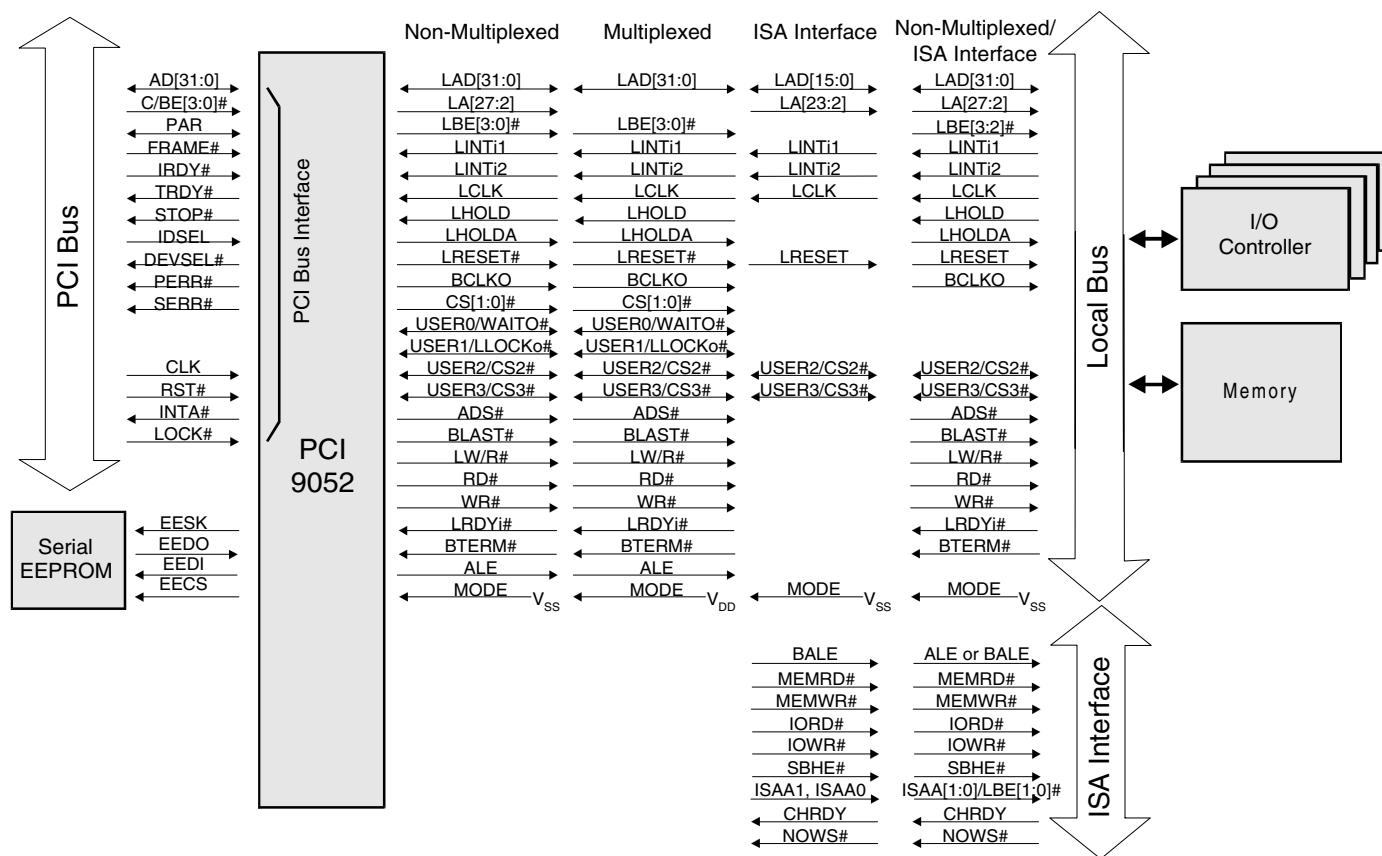 Non-Multiplexed Multiplexed ISA Interface Non-Multiplexed/
ISA Interface
AD[31:0] LAD[31:0] LAD[31:0] LAD[15:0] LAD[31:0]
C/BE[3:0]# LA[27:2] LA[23:2] LA[27:2]
PAR LBE[3:0]# LBE[3:0]# LBE[3:2]#
FRAME# LINTi1 LINTi1 LINTi1 LINTi1
IRDY# LINTi2 LINTi2 LINTi2 LINTi2
TRDY# LCLK LCLK LCLK LCLK
STOP# LHOLD LHOLD LHOLD
IDSEL LHOLDA LHOLDA LHOLDA
DEVSEL# LRESET# LRESET# LRESET LRESET
PERR# BCLKO BCLKO BCLKO
SERR# CS[1:0]# CS[1:0]#
USER0/WAITO# USER0/WAITO#
USER1/LLOCKo# USER1/LLOCKo#
CLK USER2/CS2# USER2/CS2# USER2/CS2# USER2/CS2#
RST# USER3/CS3# USER3/CS3# USER3/CS3# USER3/CS3#
INTA# ADS# ADS# ADS#
LOCK# BLAST# BLAST# BLAST#
LW/R# LW/R# LW/R#
RD# RD# RD#
WR# WR# WR#
EESK LRDYi# LRDYi# LRDYi#
EEDO BTERM# BTERM# BTERM#
EEDI ALE ALE
EECS MODE VSS MODE VDD MODE VSS MODE VSS
BALE ALE or BALE
MEMRD# MEMRD#
MEMWR# MEMWR#
IORD# IORD#
IOWR# IOWR#
SBHE# SBHE#
ISAA1, ISAA0 ISAA[1:0]/LBE[1:0]#
CHRDY CHRDY
NOWS# NOWS#
PCI Bus
PCI Bus Interface
PCI
9052
Serial
EEPROM
Local Bus
ISA Interface
I/O
Controller
Memory